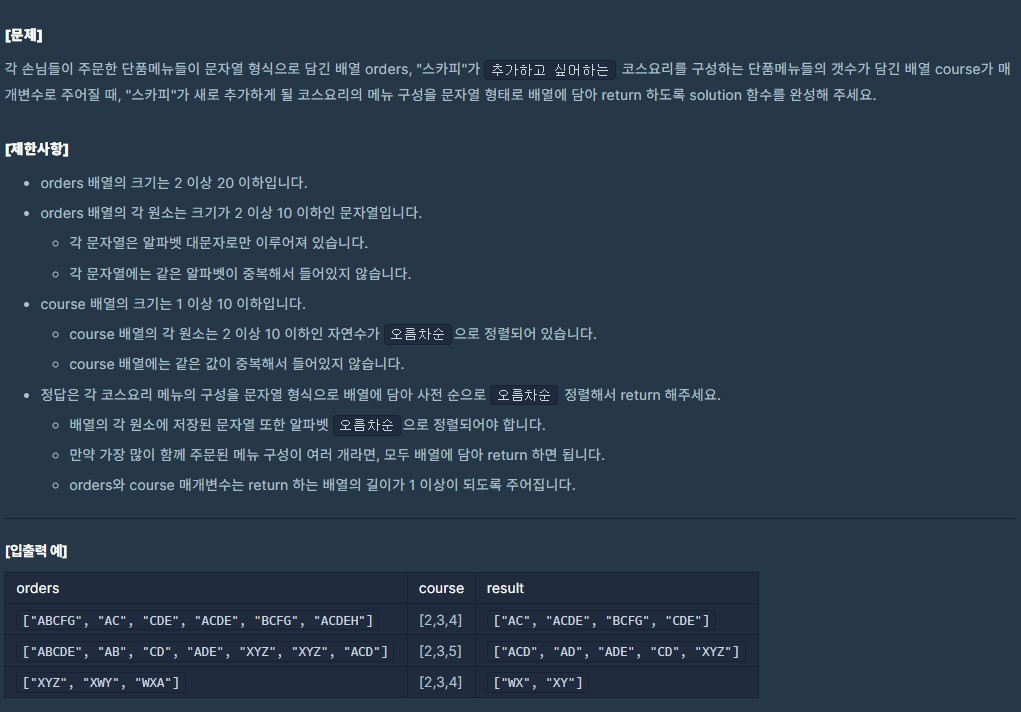 [문제]
각 손님들이 주문한 단품메뉴들이 문자열 형식으로 담긴 배열 orders, "스카피"가 추가하고 싶어하는 코스요리를 구성하는 단품메뉴들의 갯수가 담긴 배열 course가 매
개변수로 주어질 때, "스카피"가 새로 추가하게 될 코스요리의 메뉴 구성을 문자열 형태로 배열에 담아 return 하도록 solution 함수를 완성해 주세요.
[제한사항]
• orders 배열의 크기는 2 이상 20 이하입니다.
• orders 배열의 각 원소는 크기가 2 이상 10 이하인 문자열입니다.
◦ 각 문자열은 알파벳 대문자로만 이루어져 있습니다.
◦ 각 문자열에는 같은 알파벳이 중복해서 들어있지 않습니다.
• course 배열의 크기는 1 이상 10 이하입니다.
◦ course 배열의 각 원소는 2 이상 10 이하인 자연수가 오름차순 으로 정렬되어 있습니다.
◦ course 배열에는 같은 값이 중복해서 들어있지 않습니다.
• 정답은 각 코스요리 메뉴의 구성을 문자열 형식으로 배열에 담아 사전 순으로 오름차순 정렬해서 return 해주세요.
◦ 배열의 각 원소에 저장된 문자열 또한 알파벳 오름차순 으로 정렬되어야 합니다.
◦ 만약 가장 많이 함께 주문된 메뉴 구성이 여러 개라면, 모두 배열에 담아 return 하면 됩니다.
◦ orders와 course 매개변수는 return 하는 배열의 길이가 1 이상이 되도록 주어집니다.
[입출력 예]
orders course result
["ABCFG", "AC", "CDE", "ACDE", "BCFG", "ACDEH"] [2,3,4] ["AC", "ACDE", "BCFG", "CDE"]
["ABCDE", "AB", "CD", "ADE", "XYZ", "XYZ", "ACD"] [2,3,5] ["ACD", "AD", "ADE", "CD", "XYZ"]
["XYZ", "XWY", "WXA"] [2,3,4] ["WX", "XY"]